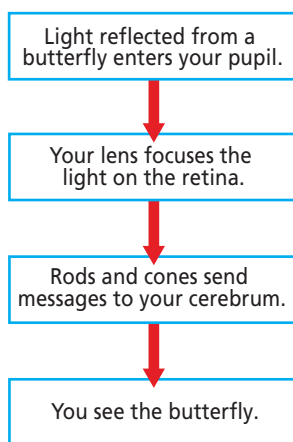 Light reflected from a
butterfly enters your pupil.
Your lens focuses the
light on the retina.
Rods and cones send
messages to your cerebrum.
You see the butterfly.